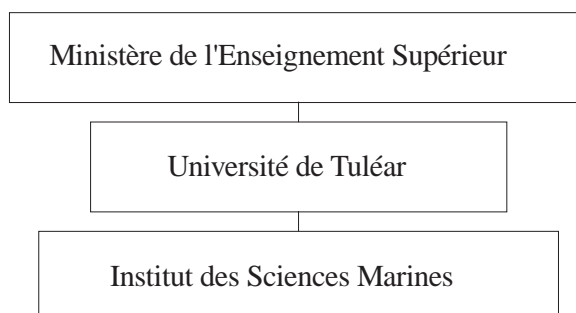 Ministère de l'Enseignement Supérieur
Université de Tuléar
Institut des Sciences Marines